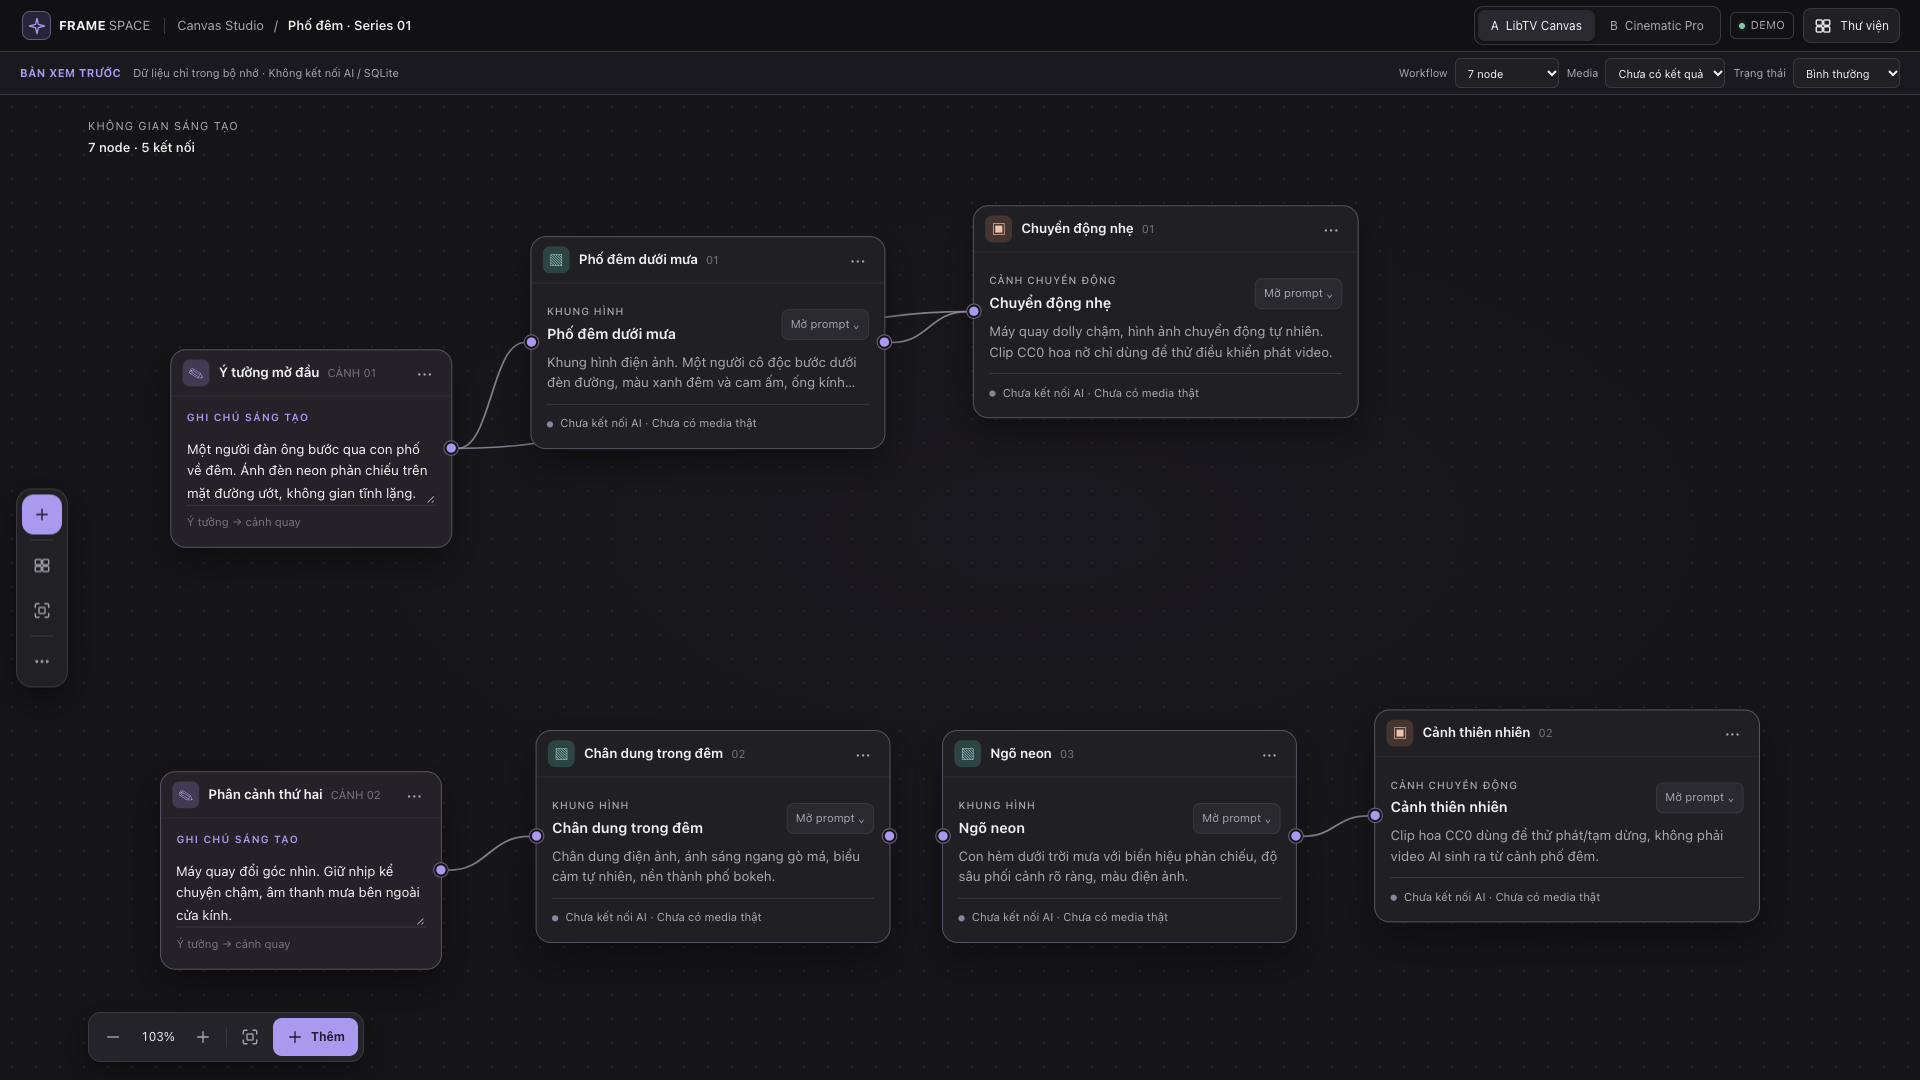 FRAME SPACE
Canvas Studio / Phố đêm · Series 01
A LibTV Canvas
B Cinematic Pro
DEMO
Thư viện
BẢN XEM TRƯỚC Dữ liệu chỉ trong bộ nhớ · Không kết nối AI / SQLite
Workflow 7 node
Media Chưa có kết quả
Trạng thái Bình thường
KHÔNG GIAN SÁNG TẠO
7 node · 5 kết nối
Ý tưởng mở đầu CẢNH 01
GHI CHÚ SÁNG TẠO
Một người đàn ông bước qua con phố
về đêm. Ánh đèn neon phản chiếu trên
mặt đường ướt, không gian tĩnh lặng.
Ý tưởng → cảnh quay
Phố đêm dưới mưa 01
KHUNG HÌNH
Phố đêm dưới mưa
Mở prompt
Khung hình điện ảnh. Một người cô độc bước dưới
đèn đường, màu xanh đêm và cam ấm, ống kính...
Chưa kết nối AI · Chưa có media thật
Chuyển động nhẹ 01
CẢNH CHUYỂN ĐỘNG
Chuyển động nhẹ
Mở prompt
Máy quay dolly chậm, hình ảnh chuyển động tự nhiên.
Clip CC0 hoa nở chỉ dùng để thử điều khiển phát video.
Chưa kết nối AI · Chưa có media thật
Phân cảnh thứ hai CẢNH 02
GHI CHÚ SÁNG TẠO
Máy quay đổi góc nhìn. Giữ nhịp kể
chuyện chậm, âm thanh mưa bên ngoài
cửa kính.
Ý tưởng → cảnh quay
Chân dung trong đêm 02
KHUNG HÌNH
Chân dung trong đêm
Mở prompt
Chân dung điện ảnh, ánh sáng ngang gò má, biểu
cảm tự nhiên, nền thành phố bokeh.
Chưa kết nối AI · Chưa có media thật
Ngõ neon 03
KHUNG HÌNH
Ngõ neon
Mở prompt
Con hẻm dưới trời mưa với biển hiệu phản chiếu, độ
sâu phối cảnh rõ ràng, màu điện ảnh.
Chưa kết nối AI · Chưa có media thật
Cảnh thiên nhiên 02
CẢNH CHUYỂN ĐỘNG
Cảnh thiên nhiên
Mở prompt
Clip hoa CC0 dùng để thử phát/tạm dừng, không phải
video AI sinh ra từ cảnh phố đêm.
Chưa kết nối AI · Chưa có media thật
103%
Thêm